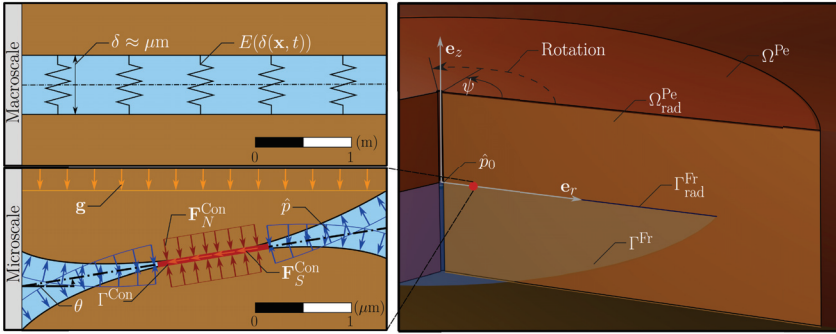 Macroscale
δ ≈ μm
E(δ(x, t))
0
1
(m)
Microscale
g
F_N^Con
p̂
F_S^Con
Γ^Con
θ
0
1
(μm)
e_z
Rotation
Ω^Pe
ψ
Ω_rad^Pe
p̂_0
e_r
Γ_rad^Fr
Γ^Fr